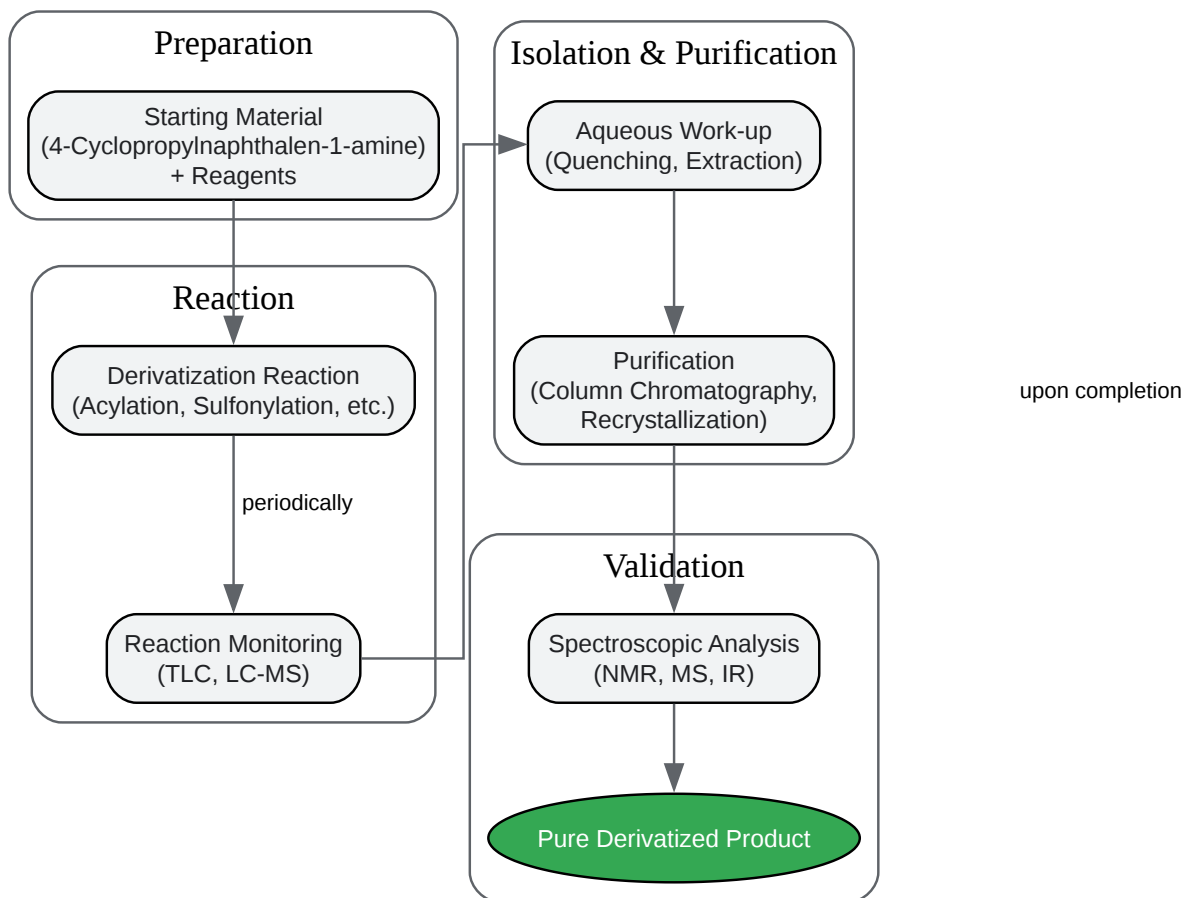 Preparation
Starting Material
(4-Cyclopropylnaphthalen-1-amine)
+ Reagents
Reaction
Derivatization Reaction
(Acylation, Sulfonylation, etc.)
periodically
Reaction Monitoring
(TLC, LC-MS)
Isolation & Purification
Aqueous Work-up
(Quenching, Extraction)
Purification
(Column Chromatography,
Recrystallization)
upon completion
Validation
Spectroscopic Analysis
(NMR, MS, IR)
Pure Derivatized Product